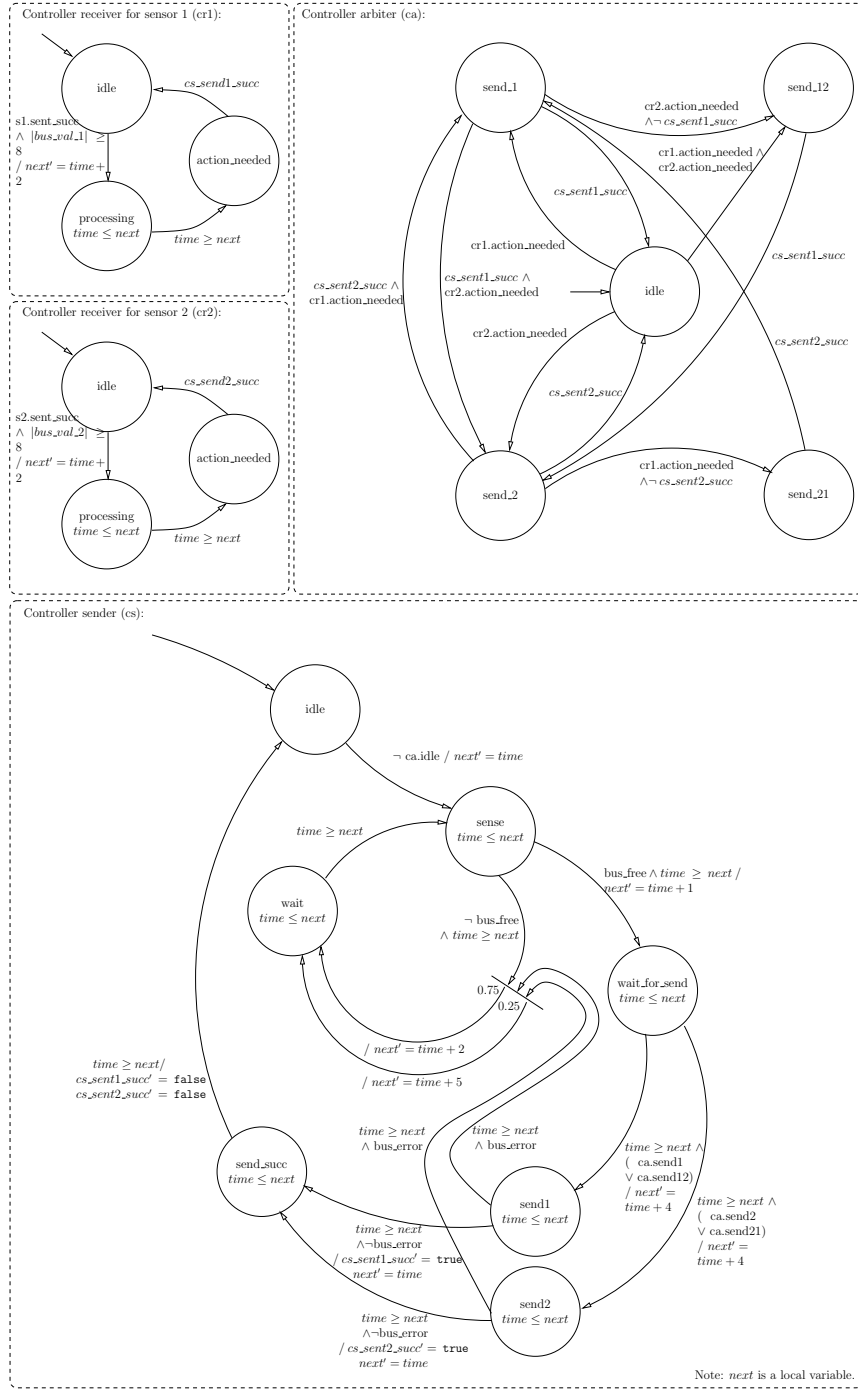 Controller receiver for sensor 1 (cr1):
idle
cs_send1_succ
s1.sent_succ
∧ |bus_val_1| ≥
8
/ next′ = time+
2
action_needed
processing
time ≤ next
time ≥ next
Controller receiver for sensor 2 (cr2):
idle
cs_send2_succ
s2.sent_succ
∧ |bus_val_2| ≥
8
/ next′ = time+
2
action_needed
processing
time ≤ next
time ≥ next
Controller arbiter (ca):
send_1
send_12
cr2.action_needed
∧¬ cs_sent1_succ
cr1.action_needed ∧
cr2.action_needed
cs_sent1_succ
cr1.action_needed
cs_sent1_succ
cs_sent2_succ ∧
cr1.action_needed
cs_sent1_succ ∧
cr2.action_needed
idle
cr2.action_needed
cs_sent2_succ
cs_sent2_succ
cr1.action_needed
∧¬ cs_sent2_succ
send_2
send_21
Controller sender (cs):
idle
¬ ca.idle / next′ = time
sense
time ≤ next
time ≥ next
bus_free ∧ time ≥ next /
next′ = time + 1
wait
time ≤ next
¬ bus_free
∧ time ≥ next
wait_for_send
time ≤ next
0.75
0.25
/ next′ = time + 2
/ next′ = time + 5
time ≥ next/
cs_sent1_succ′ = false
cs_sent2_succ′ = false
time ≥ next
∧ bus_error
time ≥ next
∧ bus_error
time ≥ next ∧
( ca.send1
∨ ca.send12)
/ next′ =
time + 4
time ≥ next ∧
( ca.send2
∨ ca.send21)
/ next′ =
time + 4
send_succ
time ≤ next
send1
time ≤ next
time ≥ next
∧¬bus_error
/ cs_sent1_succ′ = true
next′ = time
send2
time ≤ next
time ≥ next
∧¬bus_error
/ cs_sent2_succ′ = true
next′ = time
Note: next is a local variable.